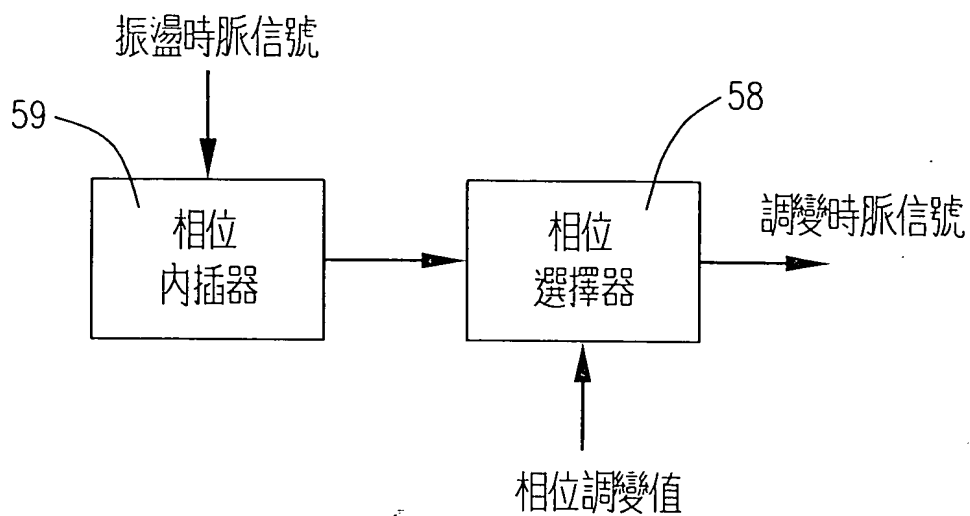 振盪時脈信號
59
58
相位
內插器
相位
選擇器
調變時脈信號
相位調變值